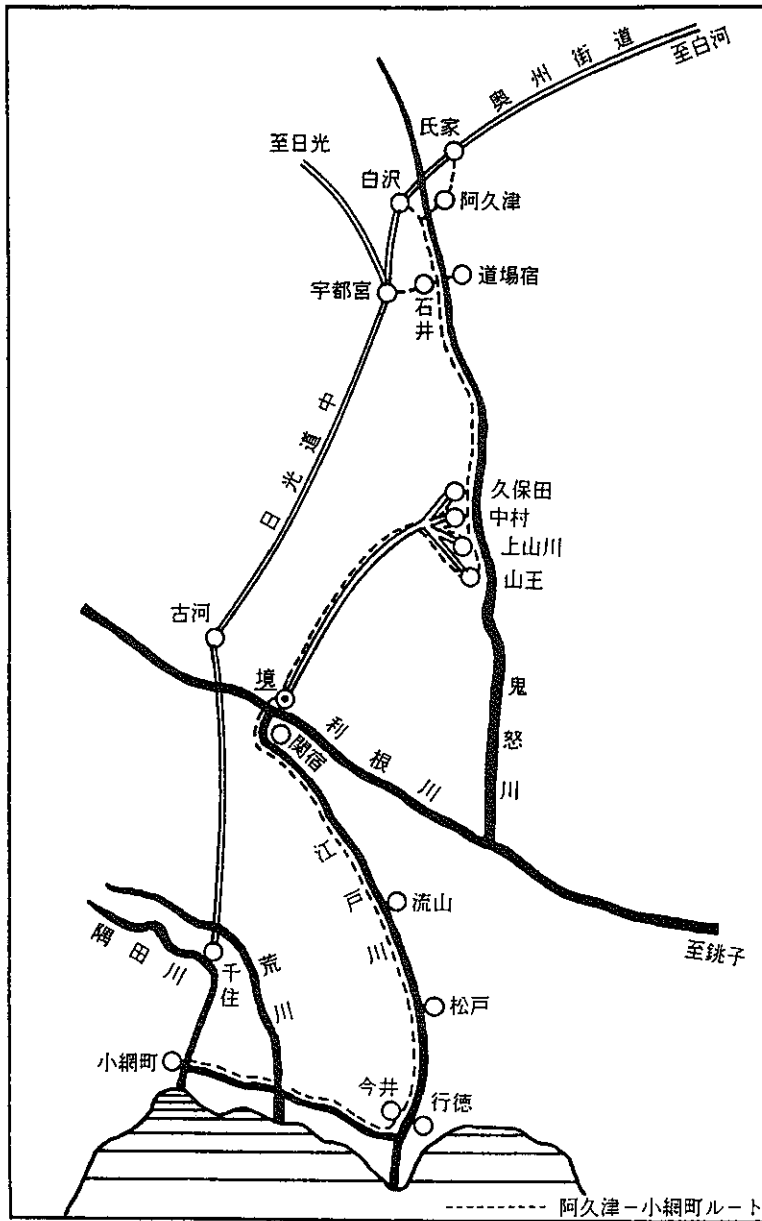 奥州街道
至白河
氏家
至日光
白沢
阿久津
道場宿
宇都宮
石井
日光道中
久保田
中村
上山川
山王
古河
境
関宿
利根川
鬼怒川
江戸川
流山
至銚子
隅田川
千住
荒川
松戸
小網町
今井
行徳
阿久津－小網町ルート